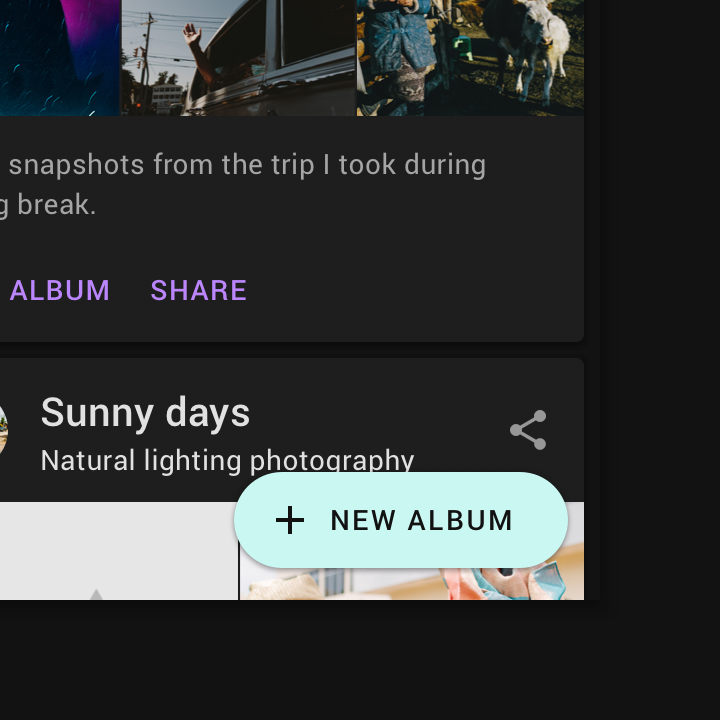 snapshots from the trip I took during
break.
ALBUM SHARE
Sunny days
Natural lighting photography
NEW ALBUM